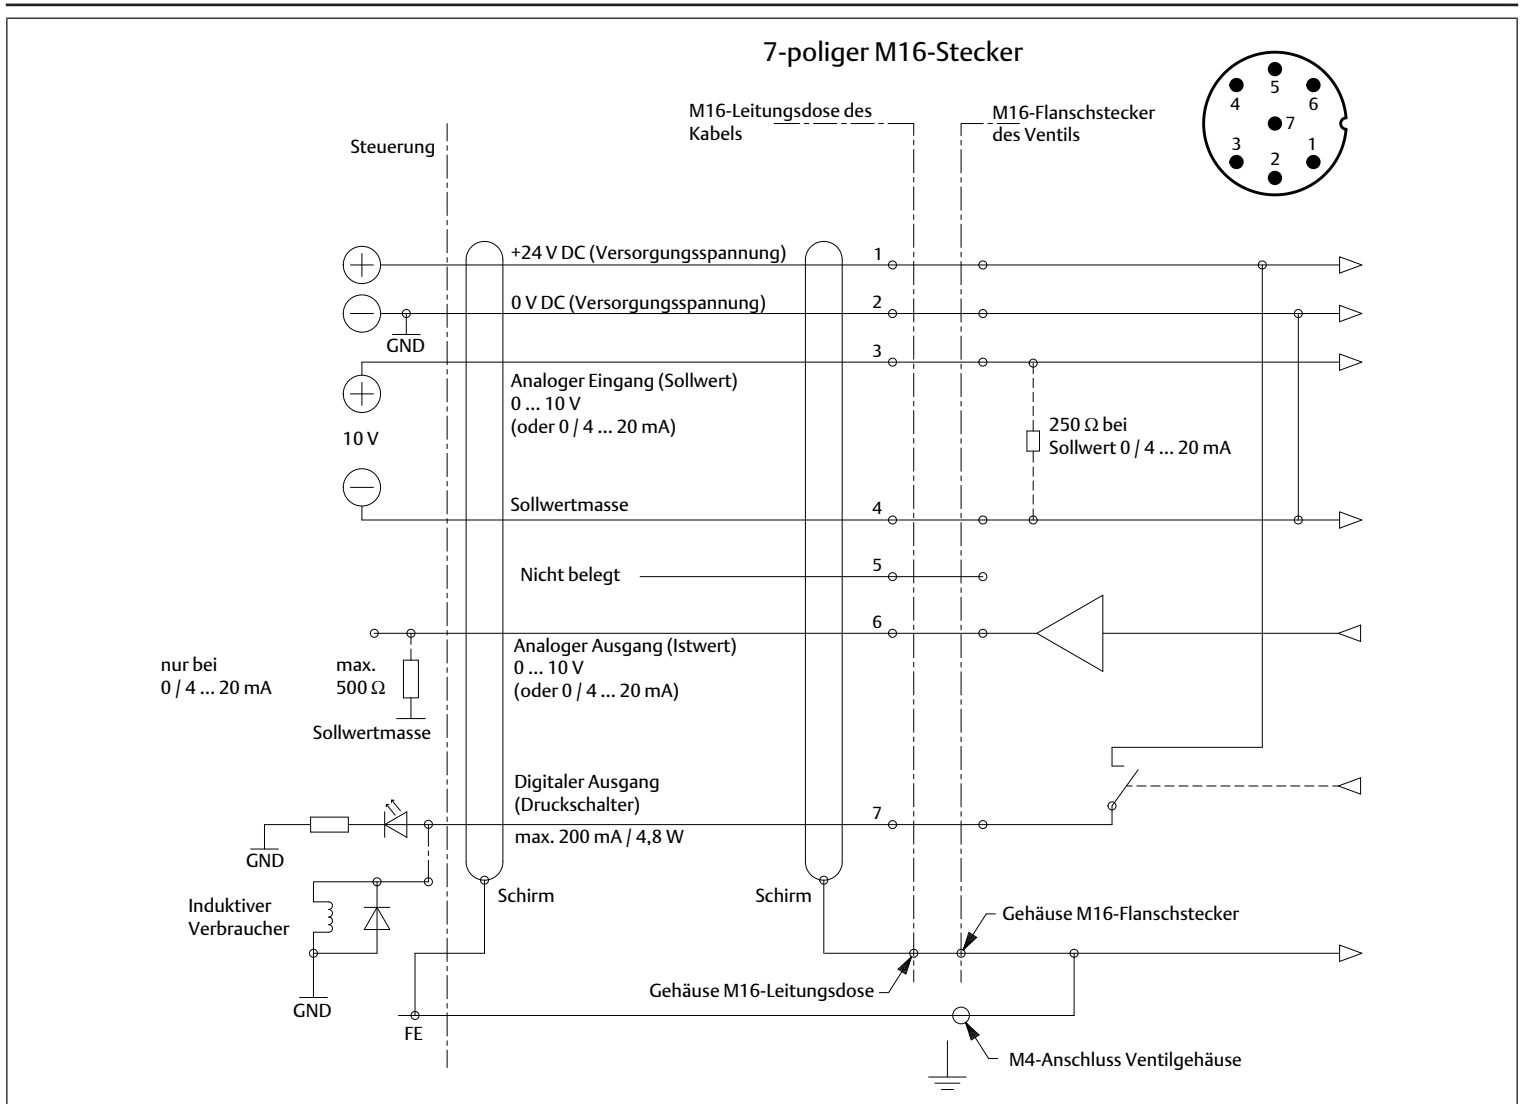 7-poliger M16-Stecker
5
4
6
7
3
2
1
M16-Leitungsdose des
Kabels
M16-Flanschstecker
des Ventils
Steuerung
+24 V DC (Versorgungsspannung)
1
0 V DC (Versorgungsspannung)
2
GND
3
Analoger Eingang (Sollwert)
0 ... 10 V
(oder 0 / 4 ... 20 mA)
10 V
250 Ω bei
Sollwert 0 / 4 ... 20 mA
Sollwertmasse
4
Nicht belegt
5
6
Analoger Ausgang (Istwert)
0 ... 10 V
(oder 0 / 4 ... 20 mA)
nur bei
0 / 4 ... 20 mA
max.
500 Ω
Sollwertmasse
Digitaler Ausgang
(Druckschalter)
max. 200 mA / 4,8 W
7
GND
Schirm
Schirm
Induktiver
Verbraucher
Gehäuse M16-Flanschstecker
Gehäuse M16-Leitungsdose
GND
FE
M4-Anschluss Ventilgehäuse